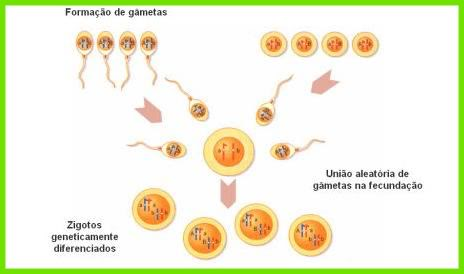 Formação de gâmetas
União aleatória de
gâmetas na fecundação
Zigotos
geneticamente
diferenciados